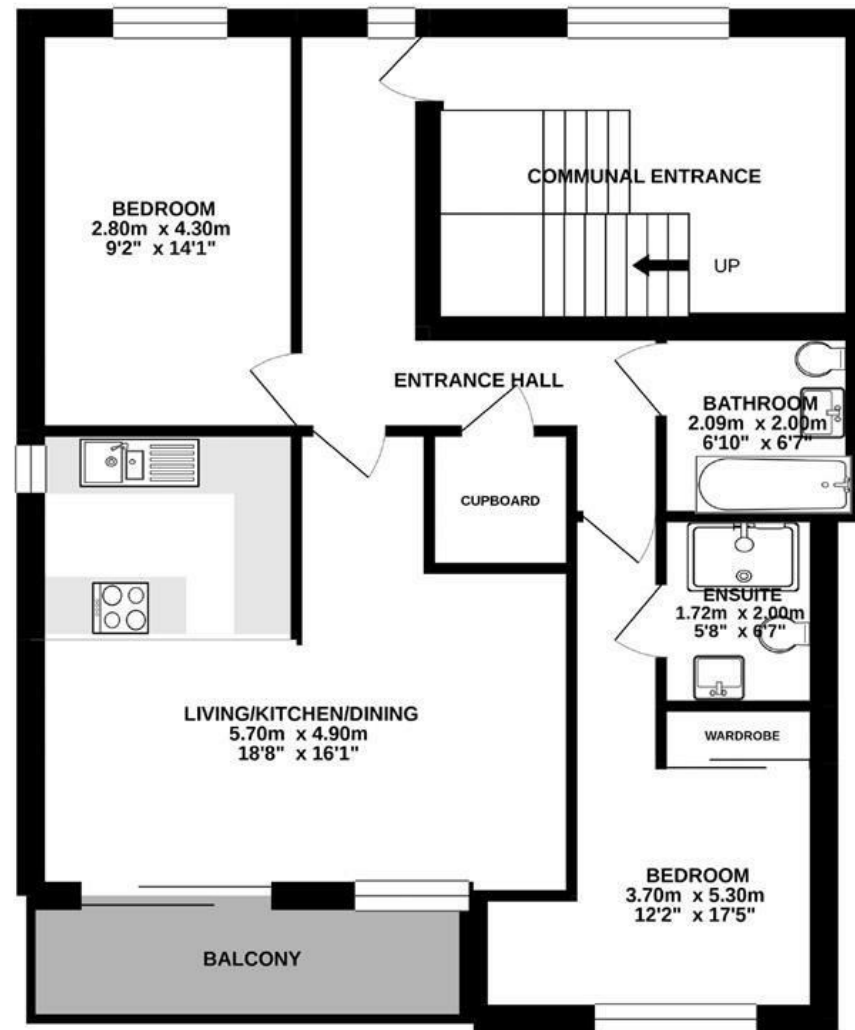 COMMUNAL ENTRANCE
BEDROOM
2.80m x 4.30m
9'2" x 14'1"
UP
ENTRANCE HALL
BATHROOM
2.09m x 2.00m
6'10" x 6'7"
CUPBOARD
ENSUITE
1.72m x 2.00m
5'8" x 6'7"
LIVING/KITCHEN/DINING
5.70m x 4.90m
18'8" x 16'1"
WARDROBE
BEDROOM
3.70m x 5.30m
12'2" x 17'5"
BALCONY